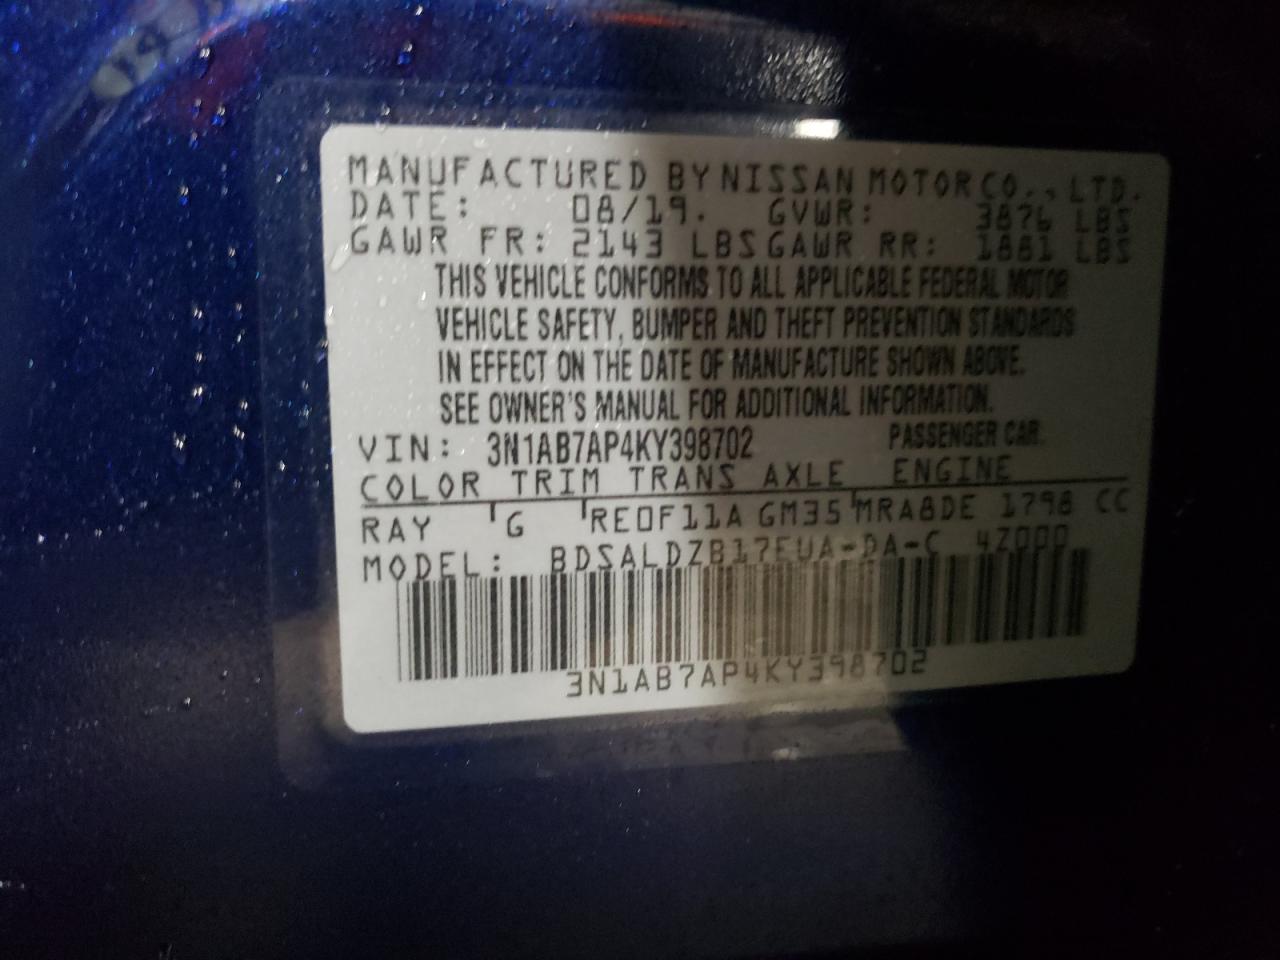 MANUFACTURED BY NISSAN MOTOR CO., LTD.
DATE: 08/19. GVWR: 3876 LBS
GAWR FR: 2143 LBS GAWR RR: 1881 LBS
THIS VEHICLE CONFORMS TO ALL APPLICABLE FEDERAL MOTOR
VEHICLE SAFETY, BUMPER AND THEFT PREVENTION STANDARDS
IN EFFECT ON THE DATE OF MANUFACTURE SHOWN ABOVE.
SEE OWNER'S MANUAL FOR ADDITIONAL INFORMATION.
VIN: 3N1AB7AP4KY398702 PASSENGER CAR.
COLOR TRIM TRANS AXLE ENGINE
RAY G RE0F11A GM35 MRA8DE 1798 CC
MODEL: BDSALDZB17EUA-DA-C 4Z000
3N1AB7AP4KY398702